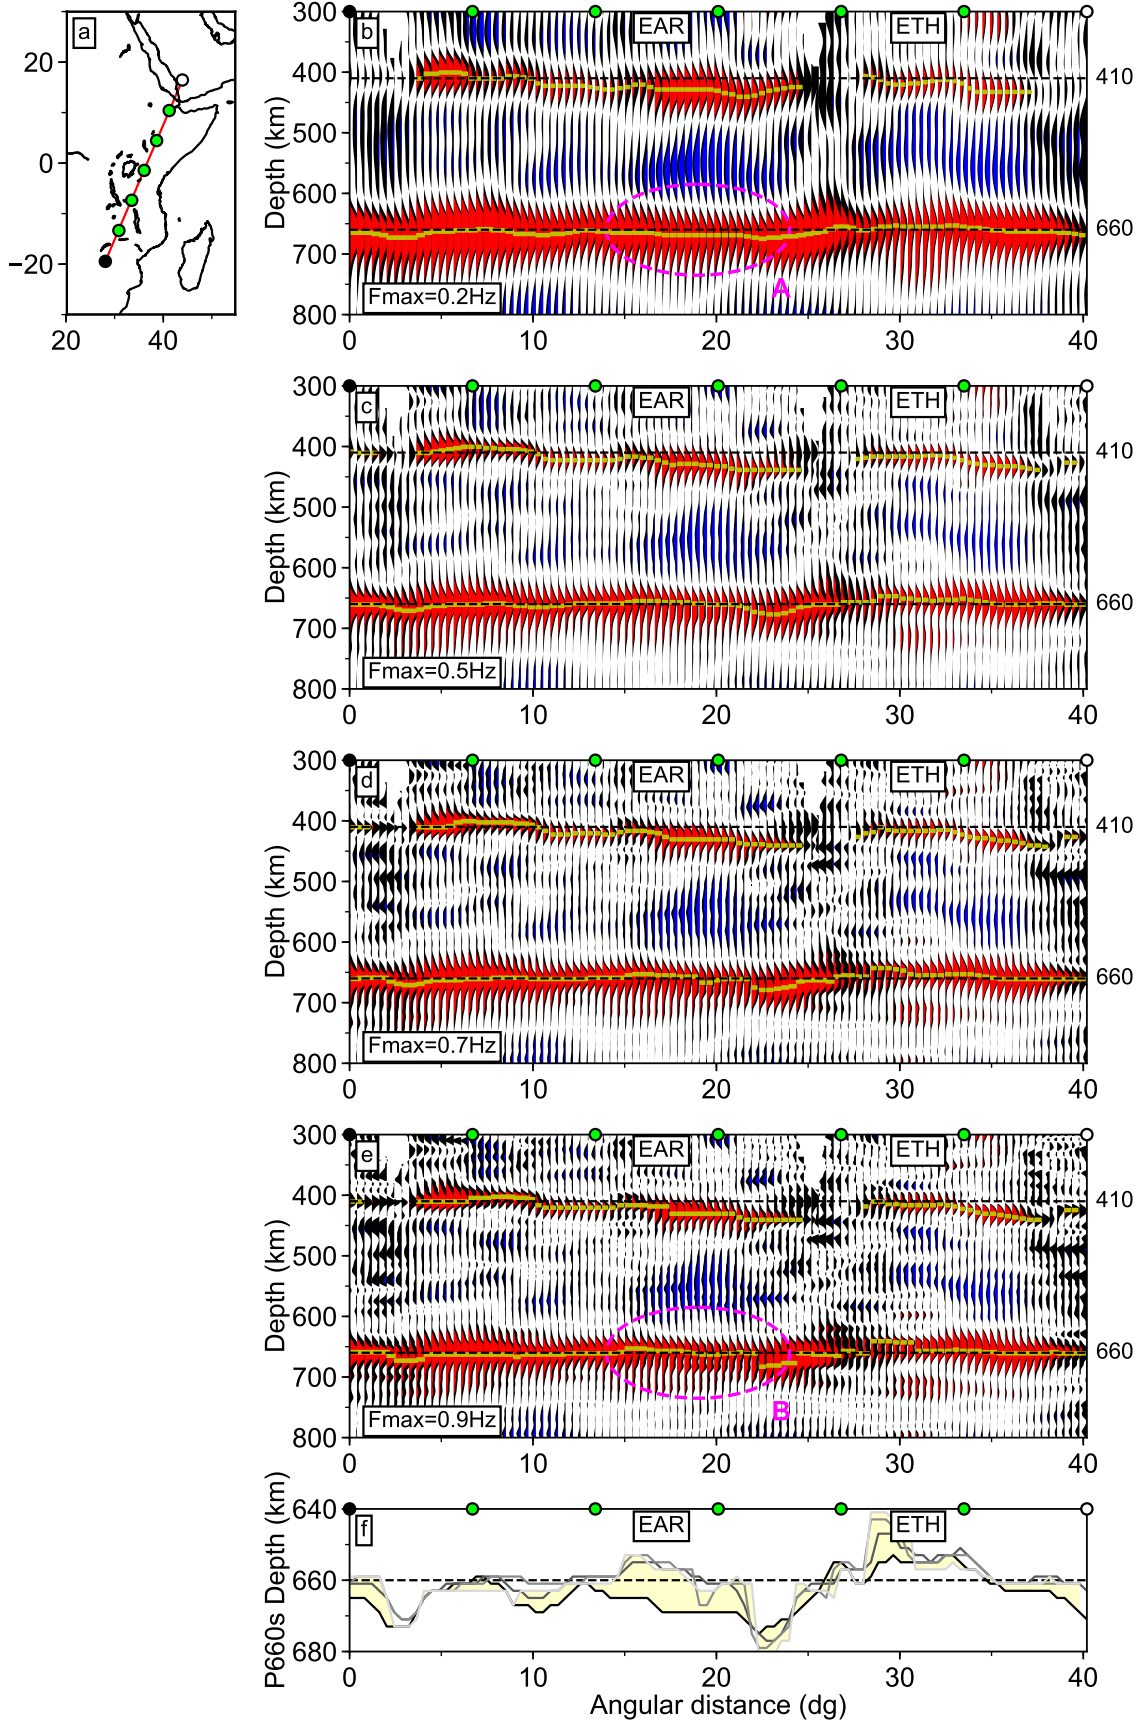 a
20
0
−20
20 40
b
EAR
ETH
300
400
500
600
700
800
Depth (km)
410
660
A
Fmax=0.2Hz
0 10 20 30 40
c
EAR
ETH
300
400
500
600
700
800
Depth (km)
410
660
Fmax=0.5Hz
0 10 20 30 40
d
EAR
ETH
300
400
500
600
700
800
Depth (km)
410
660
Fmax=0.7Hz
0 10 20 30 40
e
EAR
ETH
300
400
500
600
700
800
Depth (km)
410
660
B
Fmax=0.9Hz
0 10 20 30 40
f
EAR
ETH
640
660
680
P660s Depth (km)
0 10 20 30 40
Angular distance (dg)